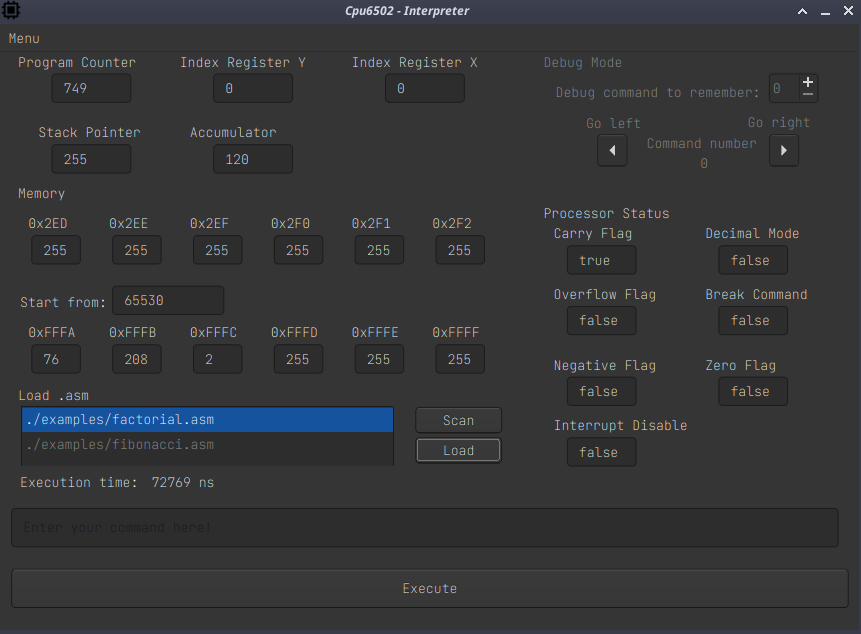 Cpu6502 - Interpreter
Menu
Program Counter Index Register Y Index Register X
749 0 0
Stack Pointer Accumulator
255 120
Memory
0x2ED 0x2EE 0x2EF 0x2F0 0x2F1 0x2F2
255 255 255 255 255 255
Start from: 65530
0xFFFA 0xFFFB 0xFFFC 0xFFFD 0xFFFE 0xFFFF
76 208 2 255 255 255
Load .asm
./examples/factorial.asm
./examples/fibonacci.asm
Scan
Load
Execution time: 72769 ns
Debug Mode
Debug command to remember: 0
Go left Go right
Command number
0
Processor Status
Carry Flag Decimal Mode
true false
Overflow Flag Break Command
false false
Negative Flag Zero Flag
false false
Interrupt Disable
false
Enter your command here!
Execute